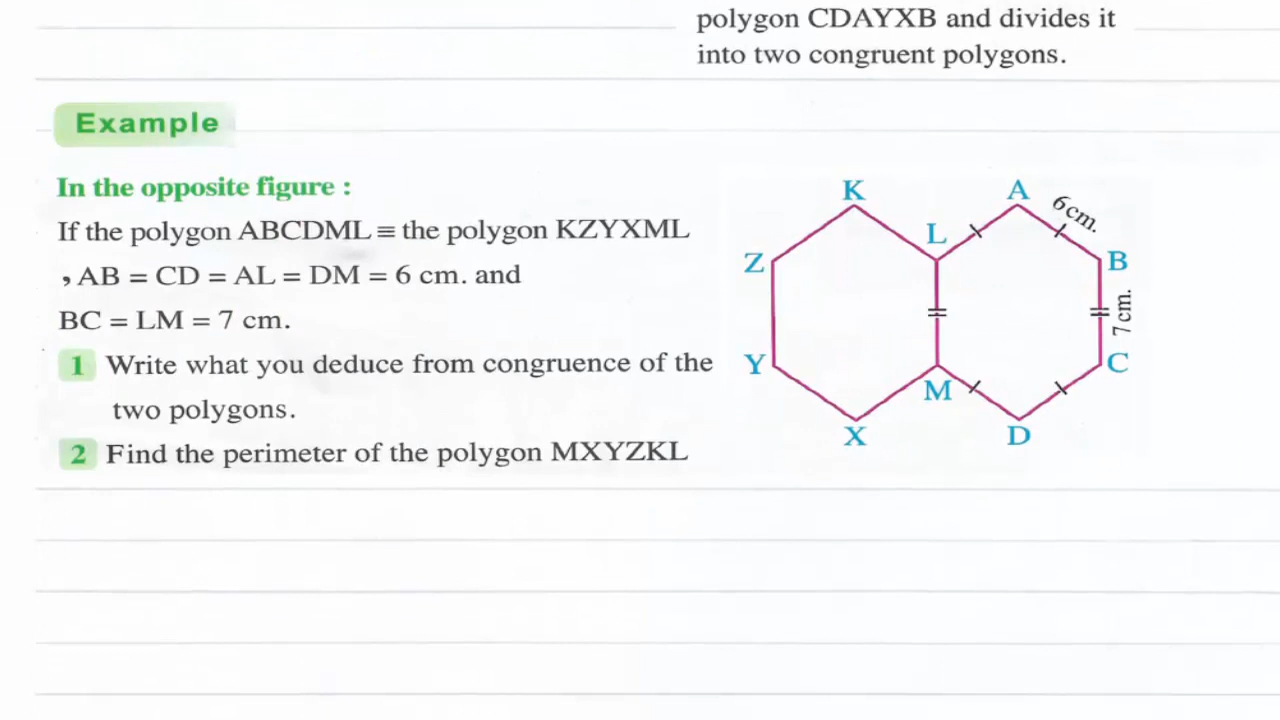 polygon CDAYXB and divides it
into two congruent polygons.
Example
In the opposite figure :
If the polygon ABCDML ≡ the polygon KZYXML
, AB = CD = AL = DM = 6 cm. and
BC = LM = 7 cm.
1 Write what you deduce from congruence of the
two polygons.
2 Find the perimeter of the polygon MXYZKL
K
A
6 cm.
L
Z
B
7 cm.
Y
C
M
X
D